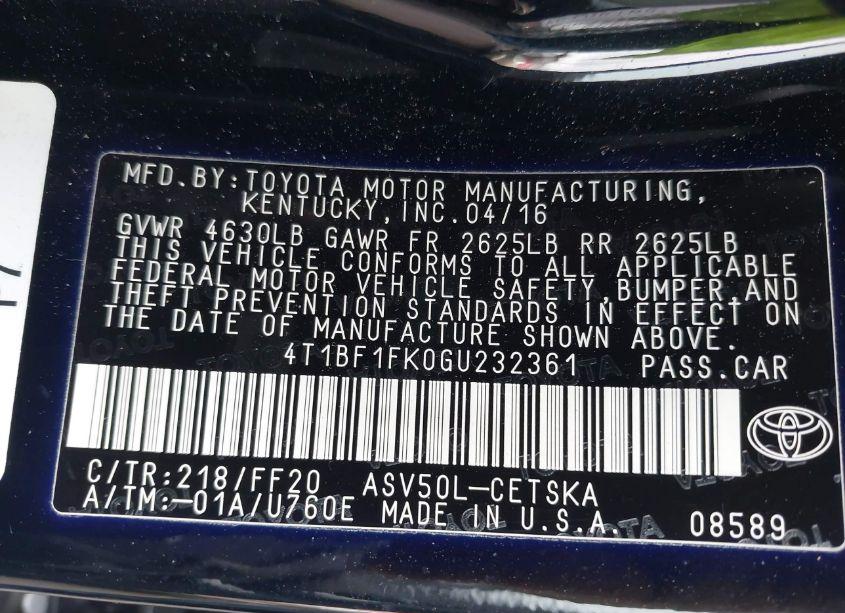 MFD.BY:TOYOTA MOTOR MANUFACTURING,
KENTUCKY,INC.04/16
GVWR 4630LB GAWR FR 2625LB RR 2625LB
THIS VEHICLE CONFORMS TO ALL APPLICABLE
FEDERAL MOTOR VEHICLE SAFETY,BUMPER,AND
THEFT PREVENTION STANDARDS IN EFFECT ON
THE DATE OF MANUFACTURE SHOWN ABOVE.
4T1BF1FK0GU232361 PASS.CAR
C/TR:218/FF20 ASV50L-CETSKA
A/TM:-01A/U760E MADE IN U.S.A. 08589